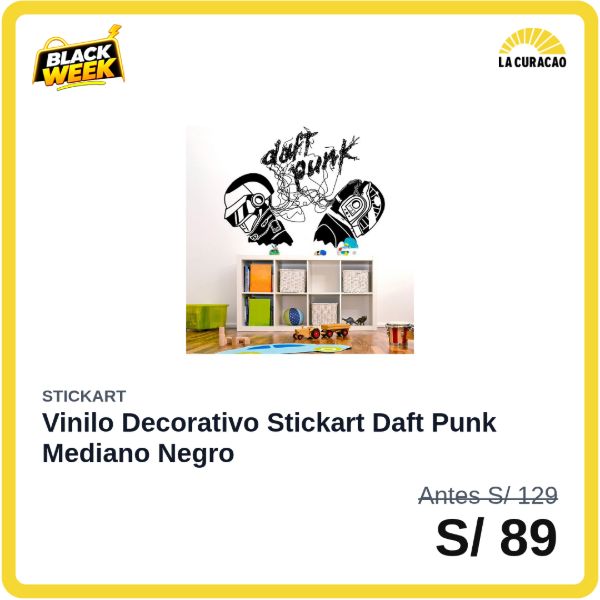 BLACK
WEEK
LA CURACAO
daft
punk
STICKART
Vinilo Decorativo Stickart Daft Punk
Mediano Negro
Antes S/ 129
S/ 89